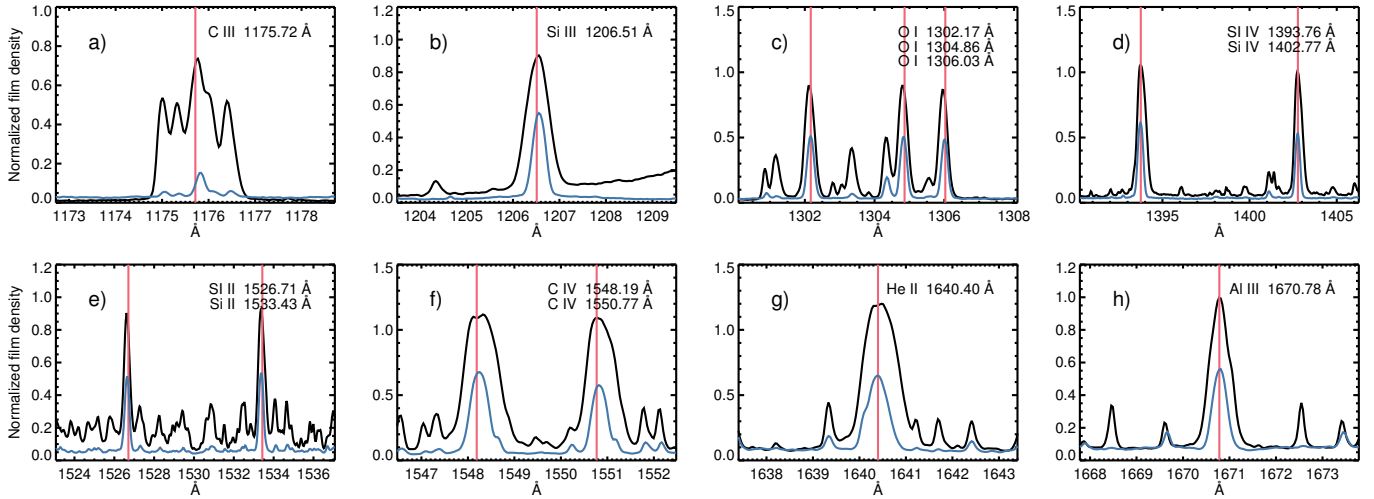 a)
C III 1175.72 Å
Normalized film density
1.0
0.8
0.6
0.4
0.2
0.0
1173 1174 1175 1176 1177 1178
Å
b)
Si III 1206.51 Å
1.2
1.0
0.8
0.6
0.4
0.2
0.0
1204 1205 1206 1207 1208 1209
Å
c)
O I 1302.17 Å
O I 1304.86 Å
O I 1306.03 Å
1.5
1.0
0.5
0.0
1302 1304 1306 1308
Å
d)
SI IV 1393.76 Å
Si IV 1402.77 Å
1.5
1.0
0.5
0.0
1395 1400 1405
Å
e)
SI II 1526.71 Å
Si II 1533.43 Å
Normalized film density
1.2
1.0
0.8
0.6
0.4
0.2
0.0
1524 1526 1528 1530 1532 1534 1536
Å
f)
C IV 1548.19 Å
C IV 1550.77 Å
1.5
1.0
0.5
0.0
1547 1548 1549 1550 1551 1552
Å
g)
He II 1640.40 Å
1.5
1.0
0.5
0.0
1638 1639 1640 1641 1642 1643
Å
h)
Al III 1670.78 Å
1.2
1.0
0.8
0.6
0.4
0.2
0.0
1668 1669 1670 1671 1672 1673
Å